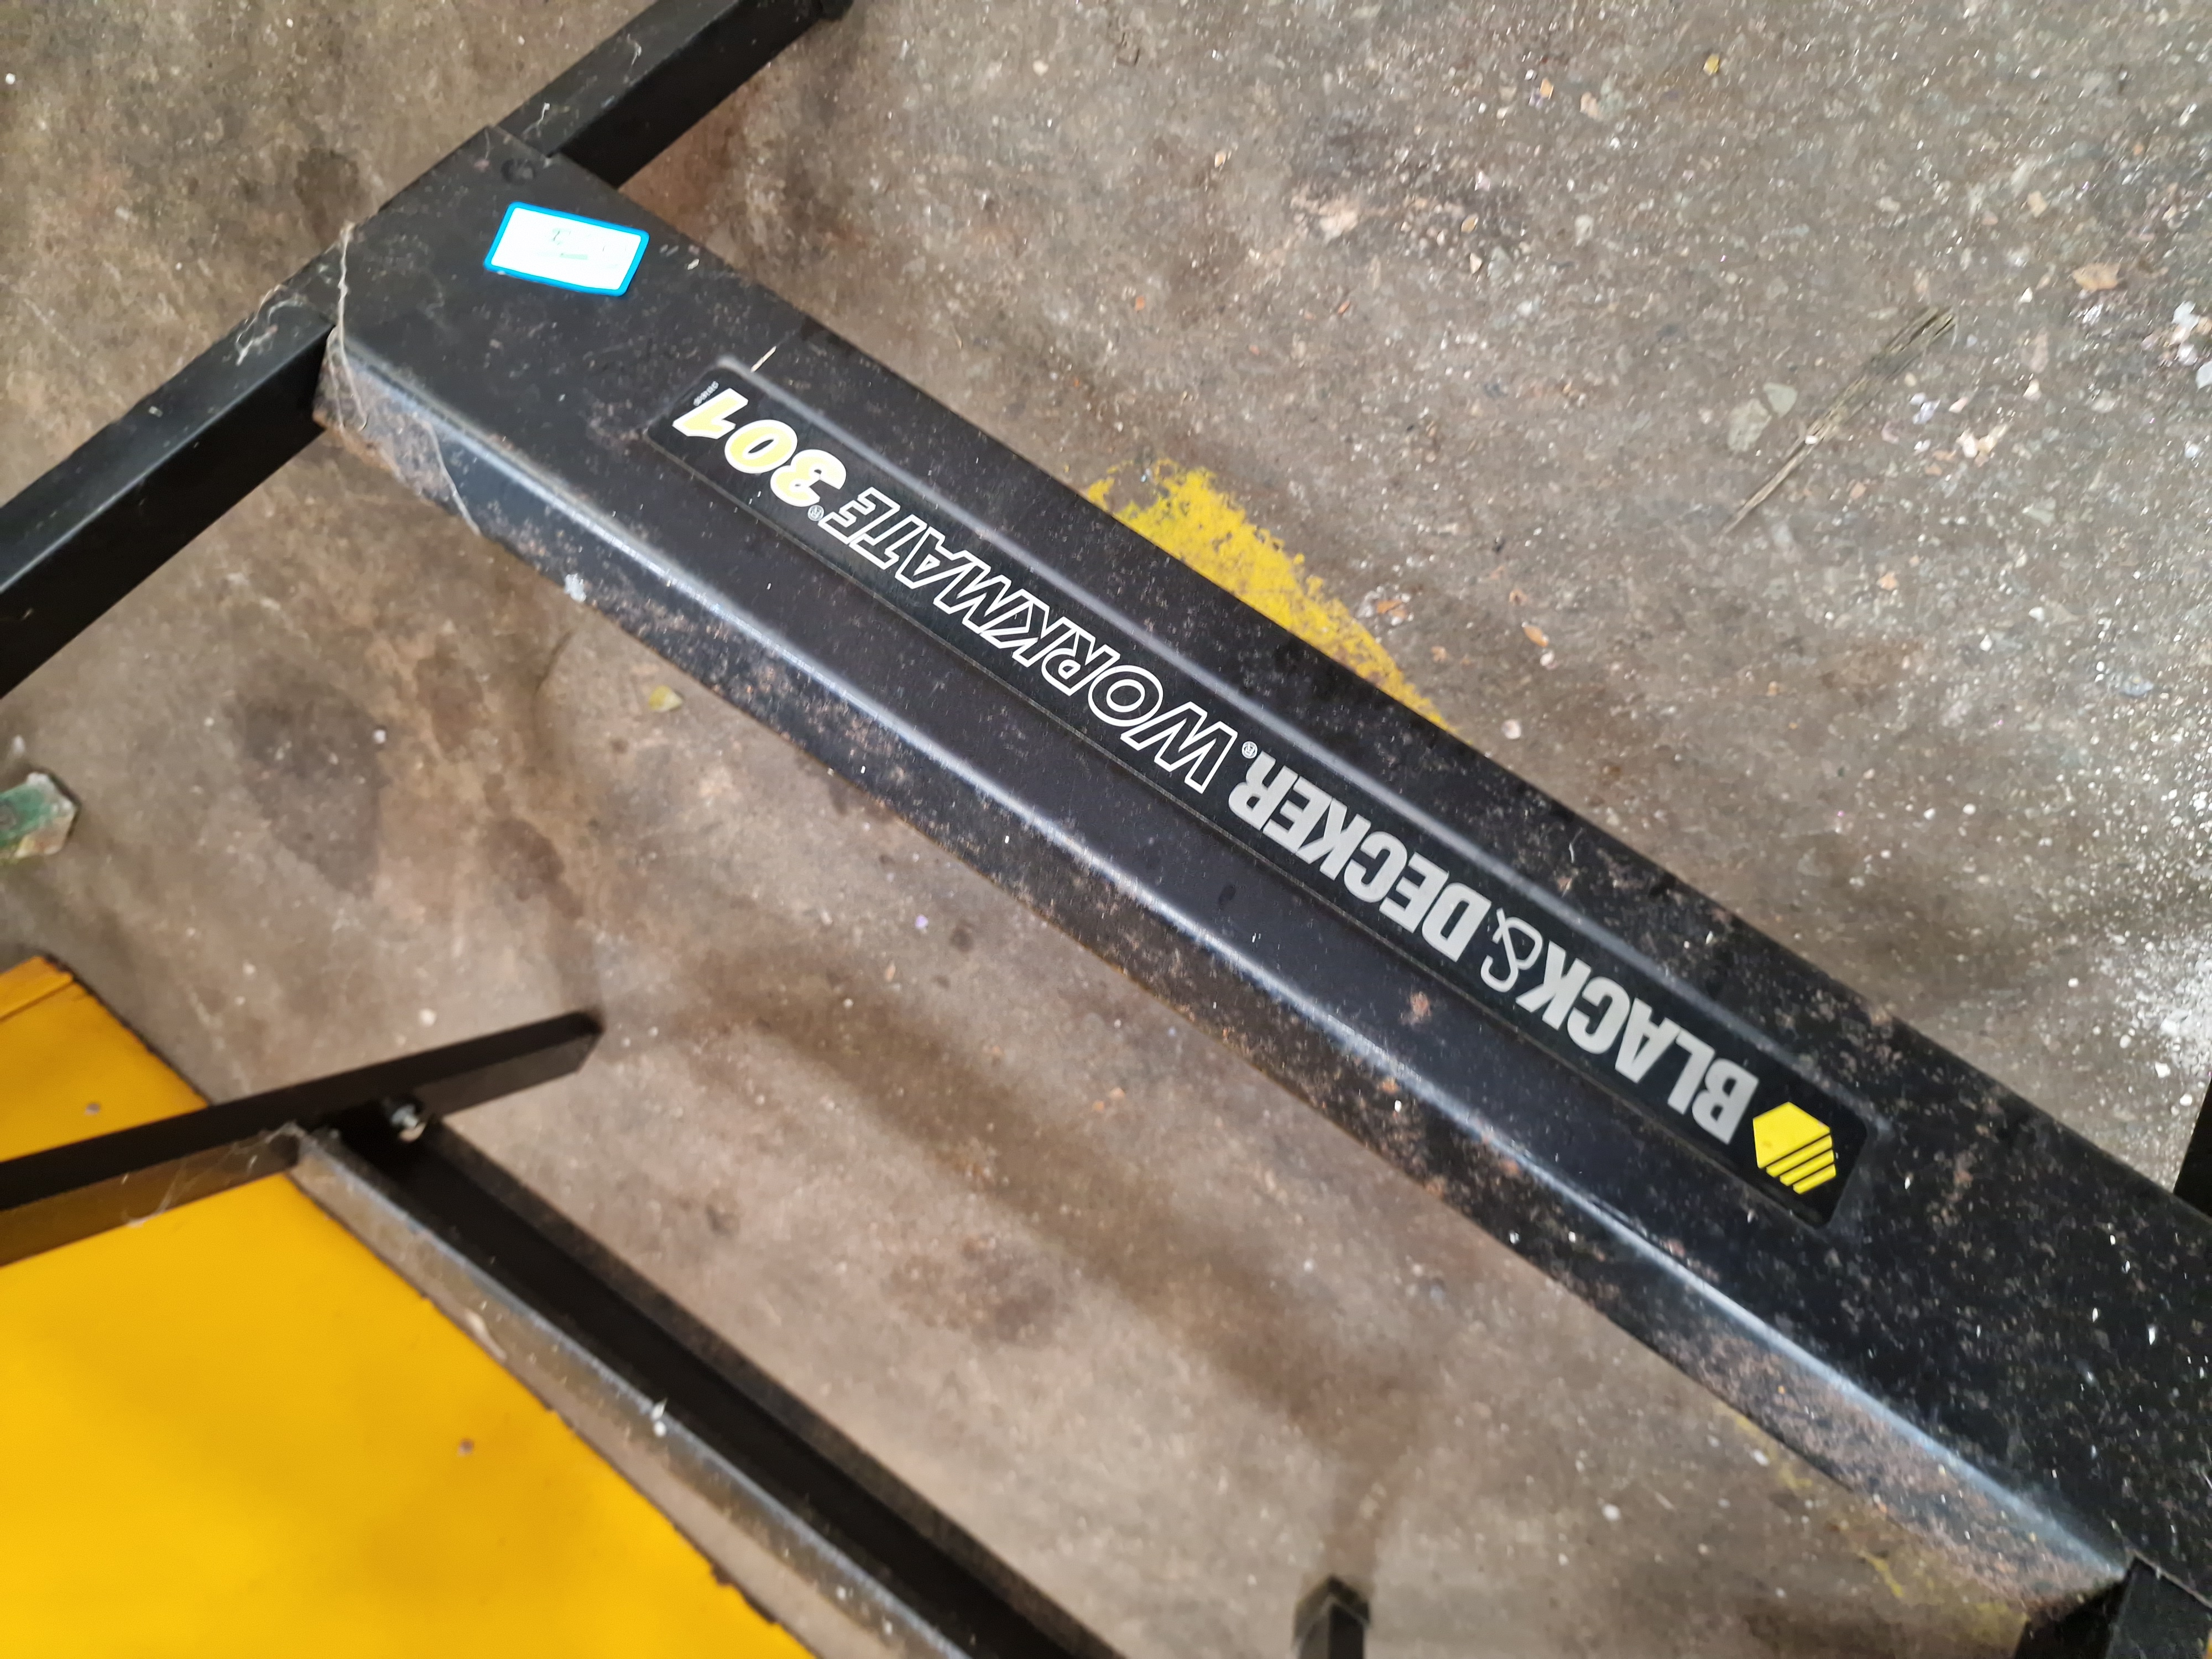 BLACK & DECKER® WORKMATE® 301